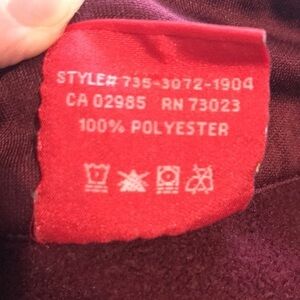 STYLE# 735-3072-1904
CA 02985 RN 73023
100% POLYESTER